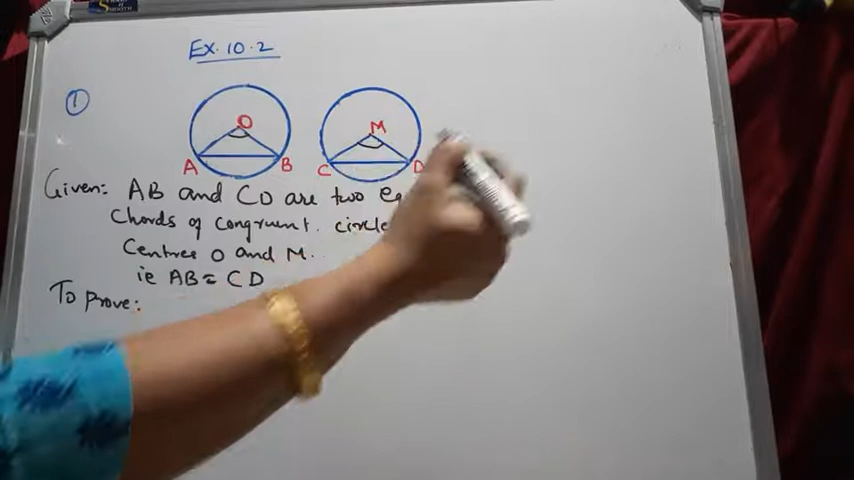 Ex. 10.2
①
O
M
A
B
C
D
Given: AB and CD are two
Chords of congruent. circle
Centres O and M.
ie AB = CD
To prove: